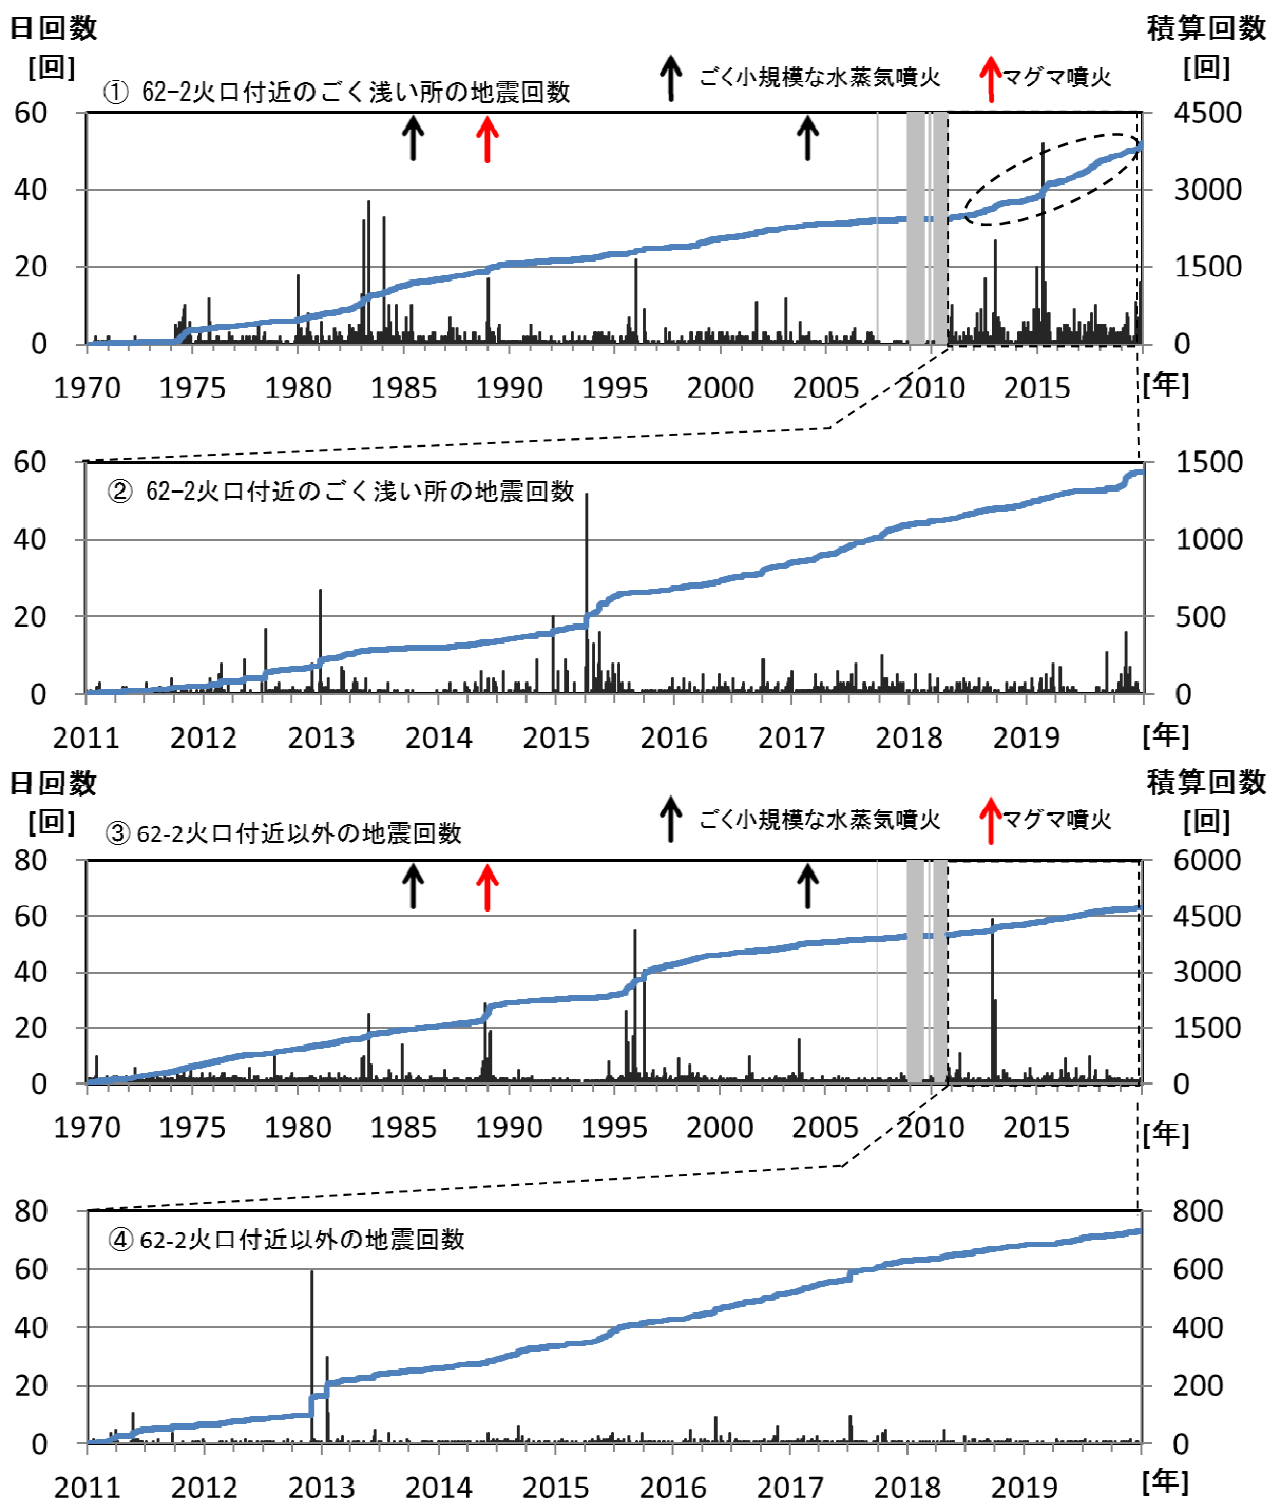 日回数
積算回数
[回]
[回]
ごく小規模な水蒸気噴火
マグマ噴火
① 62-2火口付近のごく浅い所の地震回数
60
4500
40
3000
20
1500
0
0
1970 1975 1980 1985 1990 1995 2000 2005 2010 2015 [年]
60
1500
② 62-2火口付近のごく浅い所の地震回数
40
1000
20
500
0
0
2011 2012 2013 2014 2015 2016 2017 2018 2019 [年]
日回数
積算回数
[回]
[回]
ごく小規模な水蒸気噴火
マグマ噴火
③ 62-2火口付近以外の地震回数
80
6000
60
4500
40
3000
20
1500
0
0
1970 1975 1980 1985 1990 1995 2000 2005 2010 2015 [年]
80
800
④ 62-2火口付近以外の地震回数
60
600
40
400
20
200
0
0
2011 2012 2013 2014 2015 2016 2017 2018 2019 [年]